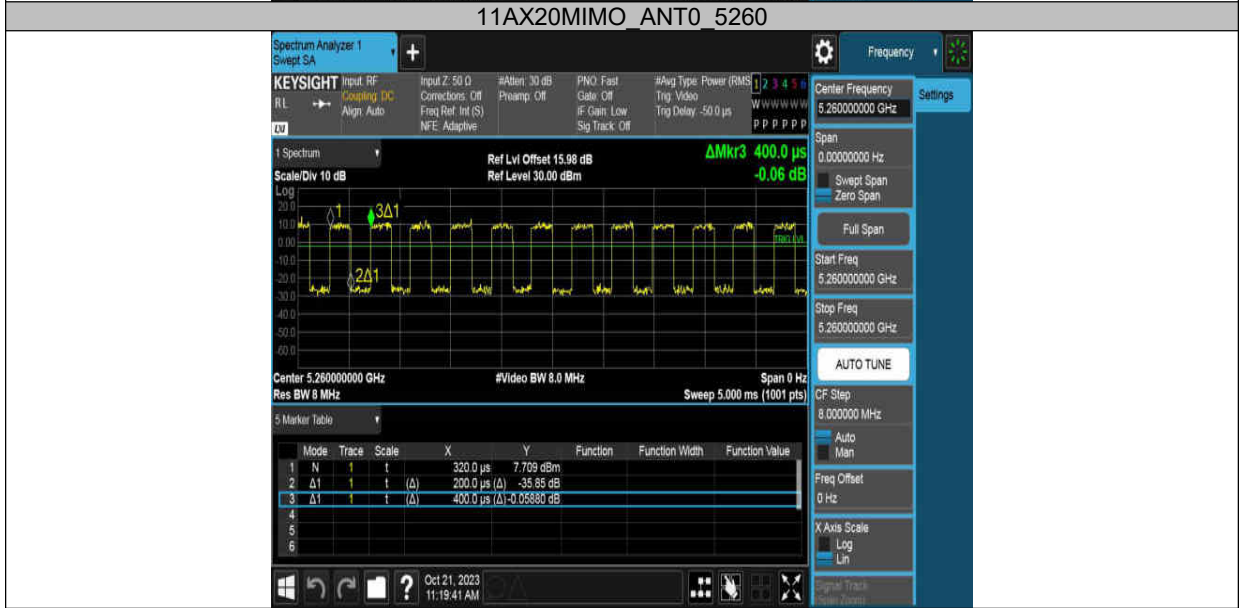 11AX20MIMO_ANT0_5260
Spectrum Analyzer 1
Swept SA
+
Frequency
KEYSIGHT
RL
LXI
Input: RF
Coupling: DC
Align: Auto
Input Z: 50 Ω
Corrections: Off
Freq Ref: Int (S)
NFE: Adaptive
#Atten: 30 dB
Preamp: Off
PNO: Fast
Gate: Off
IF Gain: Low
Sig Track: Off
#Avg Type: Power (RMS
Trig: Video
Trig Delay: -50.0 µs
1 2 3 4 5 6
W W W W W W
P P P P P P
Center Frequency
5.260000000 GHz
Settings
1 Spectrum
Scale/Div 10 dB
Ref Lvl Offset 15.98 dB
Ref Level 30.00 dBm
ΔMkr3 400.0 µs
-0.06 dB
Log
20.0
10.0
0.00
-10.0
-20.0
-30.0
-40.0
-50.0
-60.0
1
3Δ1
2Δ1
TRIG LVL
Center 5.260000000 GHz
Res BW 8 MHz
#Video BW 8.0 MHz
Span 0 Hz
Sweep 5.000 ms (1001 pts)
Span
0.00000000 Hz
Swept Span
Zero Span
Full Span
Start Freq
5.260000000 GHz
Stop Freq
5.260000000 GHz
AUTO TUNE
CF Step
8.000000 MHz
Auto
Man
Freq Offset
0 Hz
X Axis Scale
Log
Lin
Signal Track
5 Marker Table
Mode Trace Scale X Y Function Function Width Function Value
1 N 1 t 320.0 µs 7.709 dBm
2 Δ1 1 t (Δ) 200.0 µs (Δ) -35.85 dB
3 Δ1 1 t (Δ) 400.0 µs (Δ) -0.05880 dB
4
5
6
?
Oct 21, 2023
11:19:41 AM